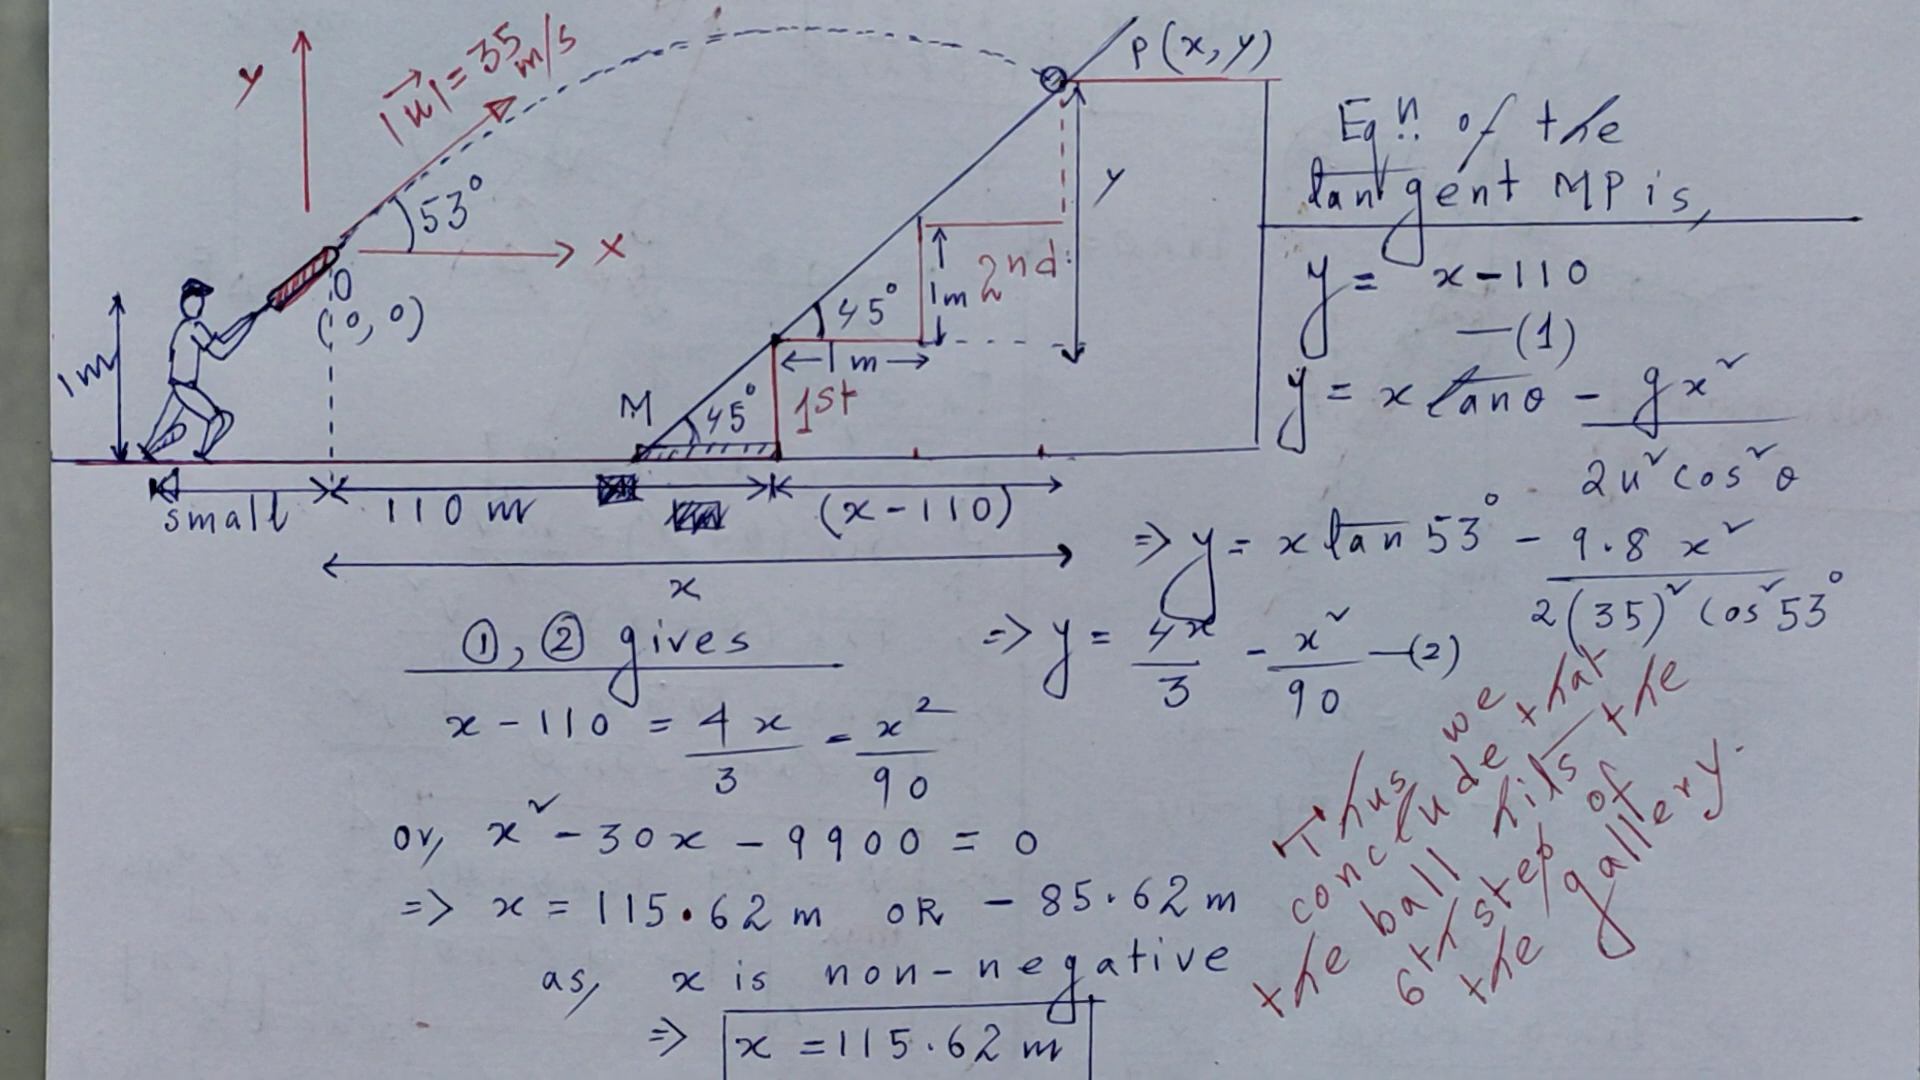 y
|u⃗| = 35 m/s
53°
x
O
(0,0)
1m
P(x, y)
y
2nd
1m
45°
1 m
1st
M
45°
small
110 m
(x-110)
x
Eqn. of the
tangent MP is,
y = x-110
—(1)
y = x tanθ - gx²
2u²cos²θ
⇒ y = x tan 53° - 9.8 x²
2(35)² cos²53°
⇒ y = 4x/3 - x²/90 —(2)
①, ② gives
x-110 = 4x/3 - x²/90
or, x² - 30x - 9900 = 0
⇒ x = 115.62 m OR - 85.62 m
as, x is non-negative
⇒ x = 115.62 m
Thus we
conclude that
the ball hits the
6th step of
the gallery.